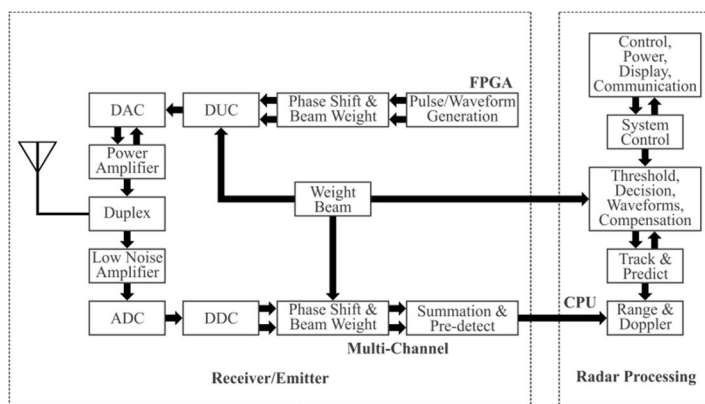 FPGA
DAC
DUC
Phase Shift &
Beam Weight
Pulse/Waveform
Generation
Power
Amplifier
Duplex
Weight
Beam
Low Noise
Amplifier
ADC
DDC
Phase Shift &
Beam Weight
Summation &
Pre-detect
Multi-Channel
Receiver/Emitter
Control,
Power,
Display,
Communication
System
Control
Threshold,
Decision,
Waveforms,
Compensation
Track &
Predict
CPU
Range &
Doppler
Radar Processing